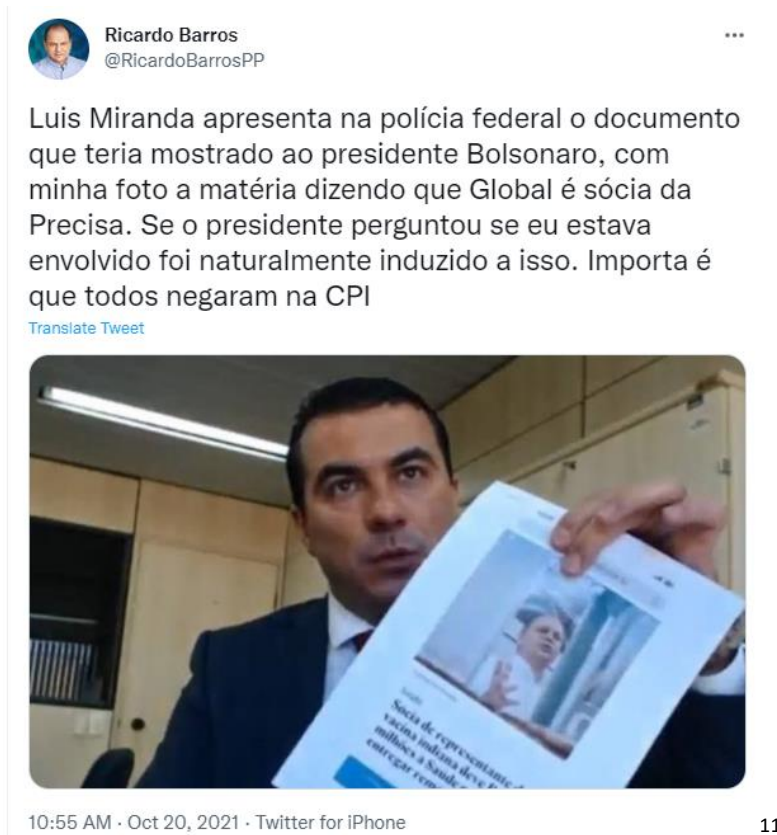 Ricardo Barros
@RicardoBarrosPP
Luis Miranda apresenta na polícia federal o documento
que teria mostrado ao presidente Bolsonaro, com
minha foto a matéria dizendo que Global é sócia da
Precisa. Se o presidente perguntou se eu estava
envolvido foi naturalmente induzido a isso. Importa é
que todos negaram na CPI
Translate Tweet
Sócia de representante
vacina indiana deve
milhões à Saúde
entregar
10:55 AM · Oct 20, 2021 · Twitter for iPhone
11